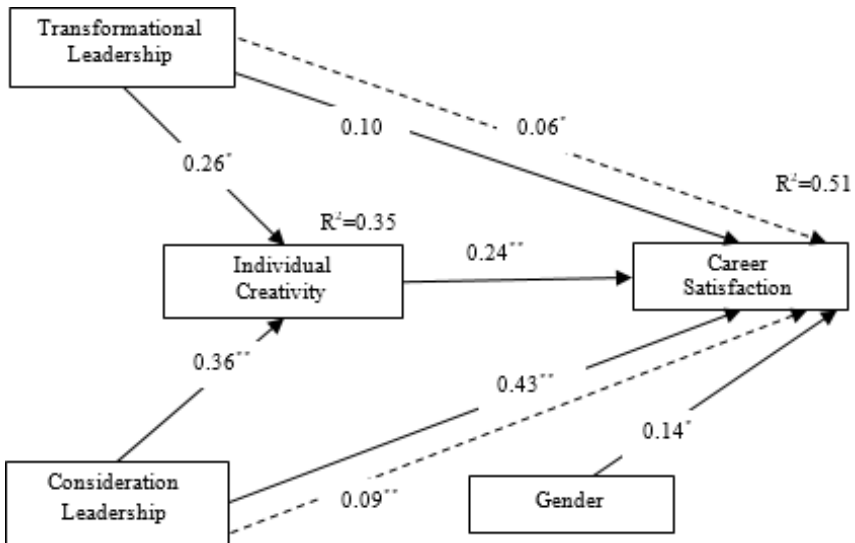 Transformational
Leadership
0.10
0.06*
0.26*
R²=0.51
R²=0.35
Individual
Creativity
0.24**
Career
Satisfaction
0.36**
0.43**
0.14*
Consideration
Leadership
0.09**
Gender